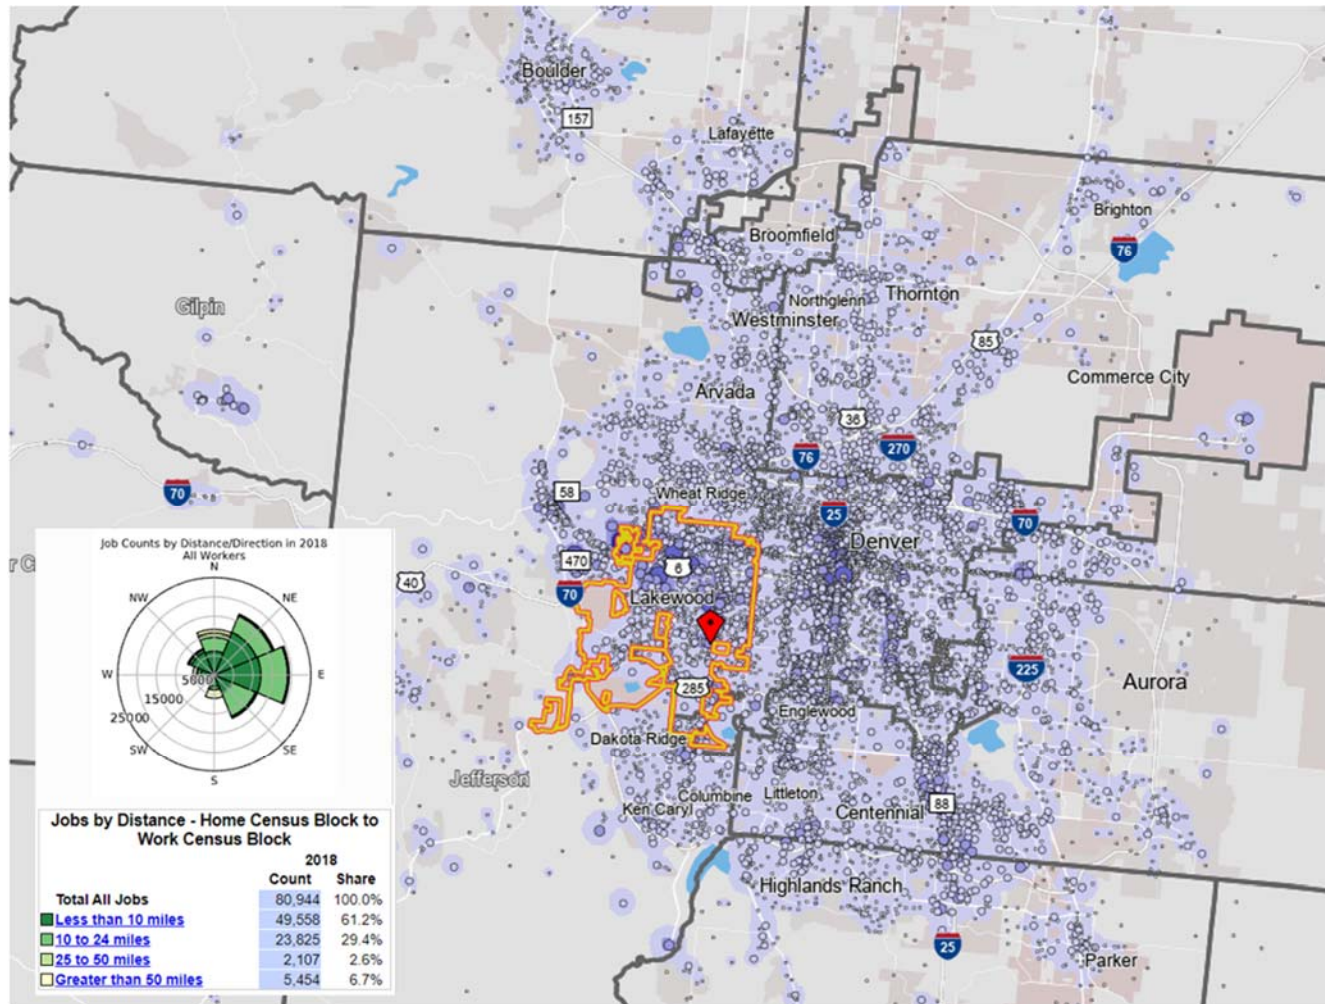 Boulder
157
Lafayette
Brighton
76
Broomfield
Gilpin
Northglenn
Thornton
Westminster
85
Commerce City
Arvada
36
76
270
70
58
Wheat Ridge
25
70
Denver
470
6
40
70
Lakewood
225
Aurora
285
Englewood
Dakota Ridge
Jefferson
Columbine
Littleton
Ken Caryl
Centennial
88
Highlands Ranch
25
Parker
Job Counts by Distance/Direction in 2018
All Workers
N
NW
NE
W
E
5000
15000
25000
SW
SE
S
Jobs by Distance - Home Census Block to
Work Census Block
2018
Count Share
Total All Jobs 80,944 100.0%
Less than 10 miles 49,558 61.2%
10 to 24 miles 23,825 29.4%
25 to 50 miles 2,107 2.6%
Greater than 50 miles 5,454 6.7%